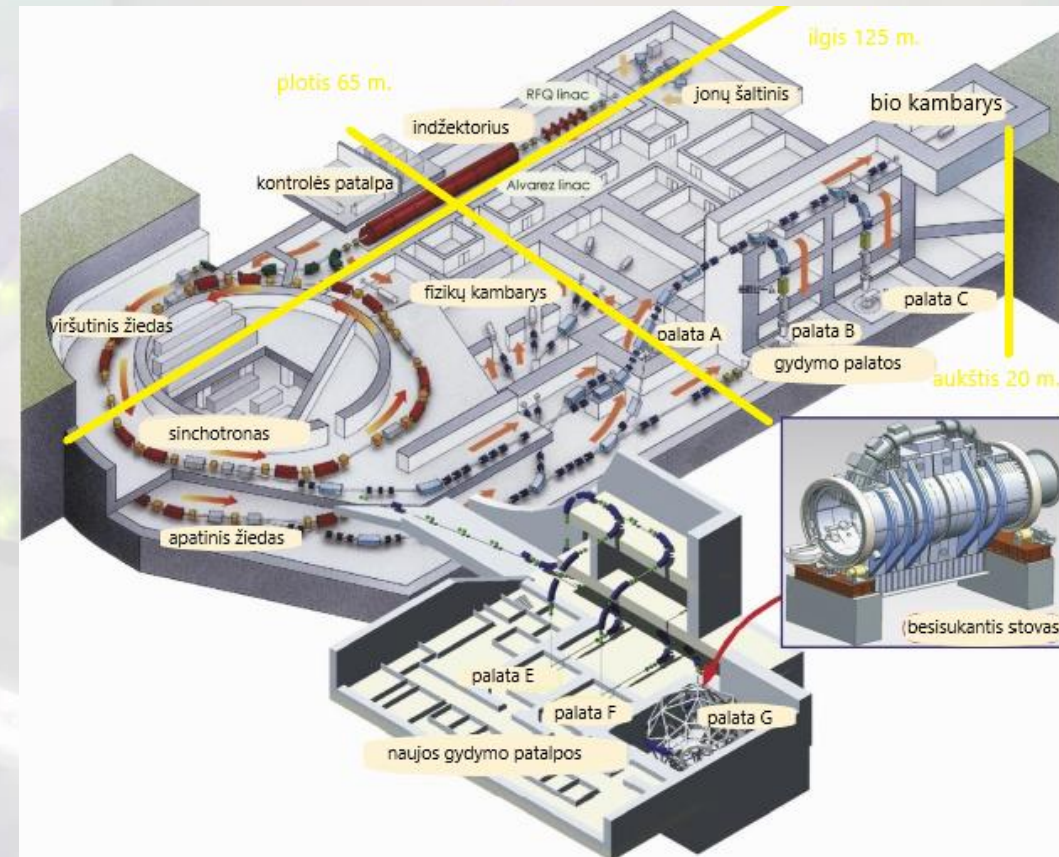 ilgis 125 m.
plotis 65 m.
RFQ linac
jonų šaltinis
bio kambarys
indžektorius
kontrolės patalpa
Alvarez linac
fizikų kambarys
palata C
viršutinis žiedas
palata A
palata B
gydymo palatos
aukštis 20 m.
sinchotronas
apatinis žiedas
(besisukantis stovas
palata E
palata F
palata G
naujos gydymo patalpos